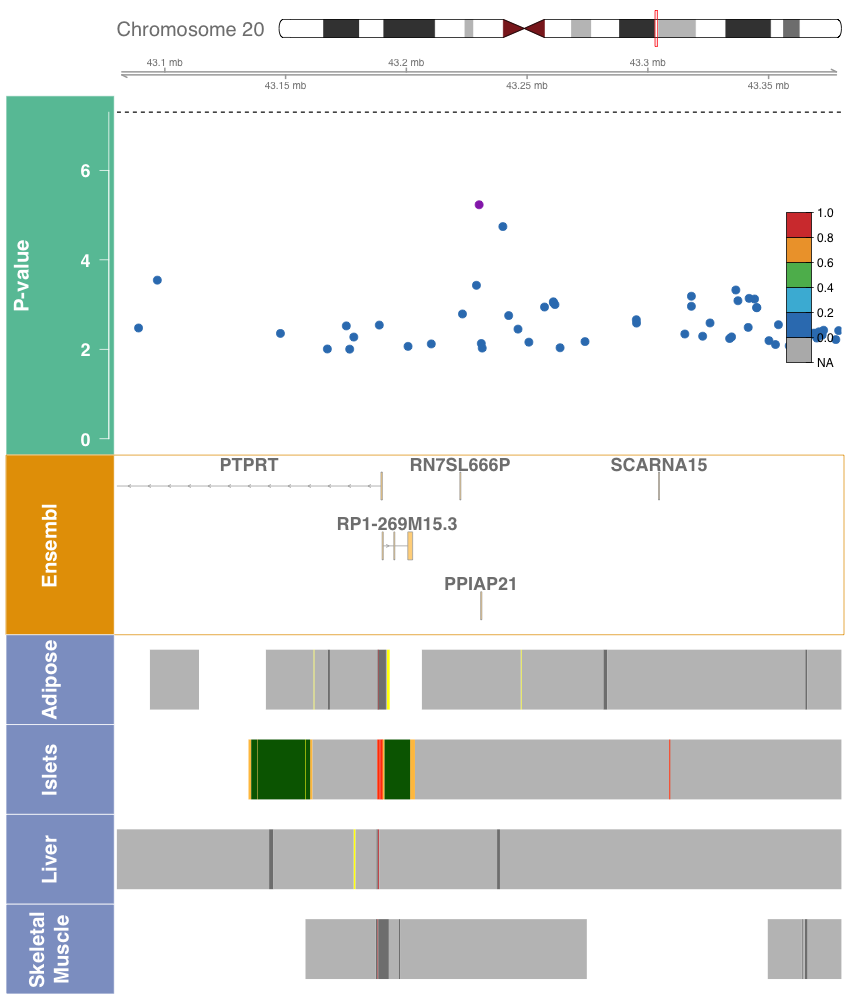 Chromosome 20
43.1 mb
43.2 mb
43.3 mb
43.15 mb
43.25 mb
43.35 mb
P-value
6
4
2
0
1.0
0.8
0.6
0.4
0.2
0.0
NA
Ensembl
PTPRT
RN7SL666P
SCARNA15
RP1-269M15.3
PPIAP21
Adipose
Islets
Liver
Skeletal
Muscle